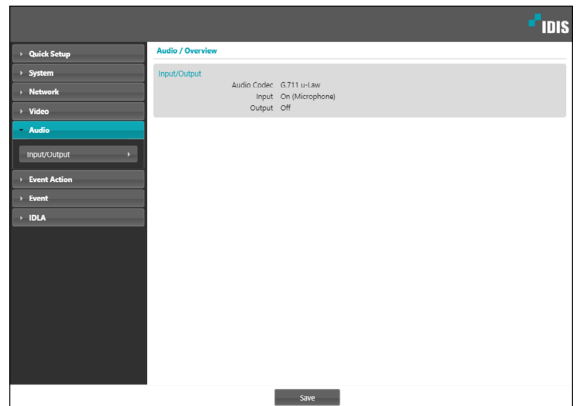 IDIS
Quick Setup
System
Network
Video
Audio
Input/Output
Event Action
Event
IDLA
Audio / Overview
Input/Output
Audio Codec G.711 u-Law
Input On (Microphone)
Output Off
Save